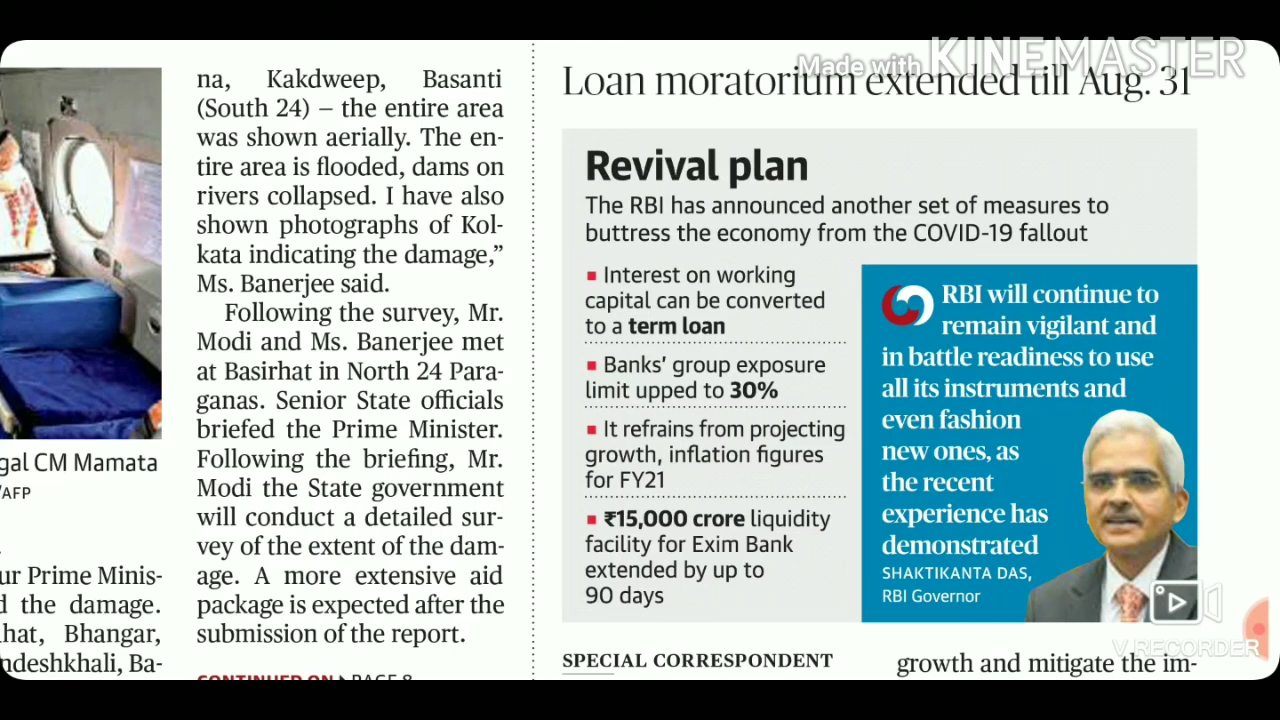 Made with KINEMASTER
gal CM Mamata
/AFP
ur Prime Minis-
d the damage.
hat, Bhangar,
ndeshkhali, Ba-
na, Kakdweep, Basanti
(South 24) – the entire area
was shown aerially. The en-
tire area is flooded, dams on
rivers collapsed. I have also
shown photographs of Kol-
kata indicating the damage,”
Ms. Banerjee said.
Following the survey, Mr.
Modi and Ms. Banerjee met
at Basirhat in North 24 Para-
ganas. Senior State officials
briefed the Prime Minister.
Following the briefing, Mr.
Modi the State government
will conduct a detailed sur-
vey of the extent of the dam-
age. A more extensive aid
package is expected after the
submission of the report.
CONTINUED ON PAGE 8
Loan moratorium extended till Aug. 31
Revival plan
The RBI has announced another set of measures to
buttress the economy from the COVID-19 fallout
Interest on working
capital can be converted
to a term loan
Banks’ group exposure
limit upped to 30%
It refrains from projecting
growth, inflation figures
for FY21
₹15,000 crore liquidity
facility for Exim Bank
extended by up to
90 days
RBI will continue to
remain vigilant and
in battle readiness to use
all its instruments and
even fashion
new ones, as
the recent
experience has
demonstrated
SHAKTIKANTA DAS,
RBI Governor
SPECIAL CORRESPONDENT
growth and mitigate the im-
V RECORDER